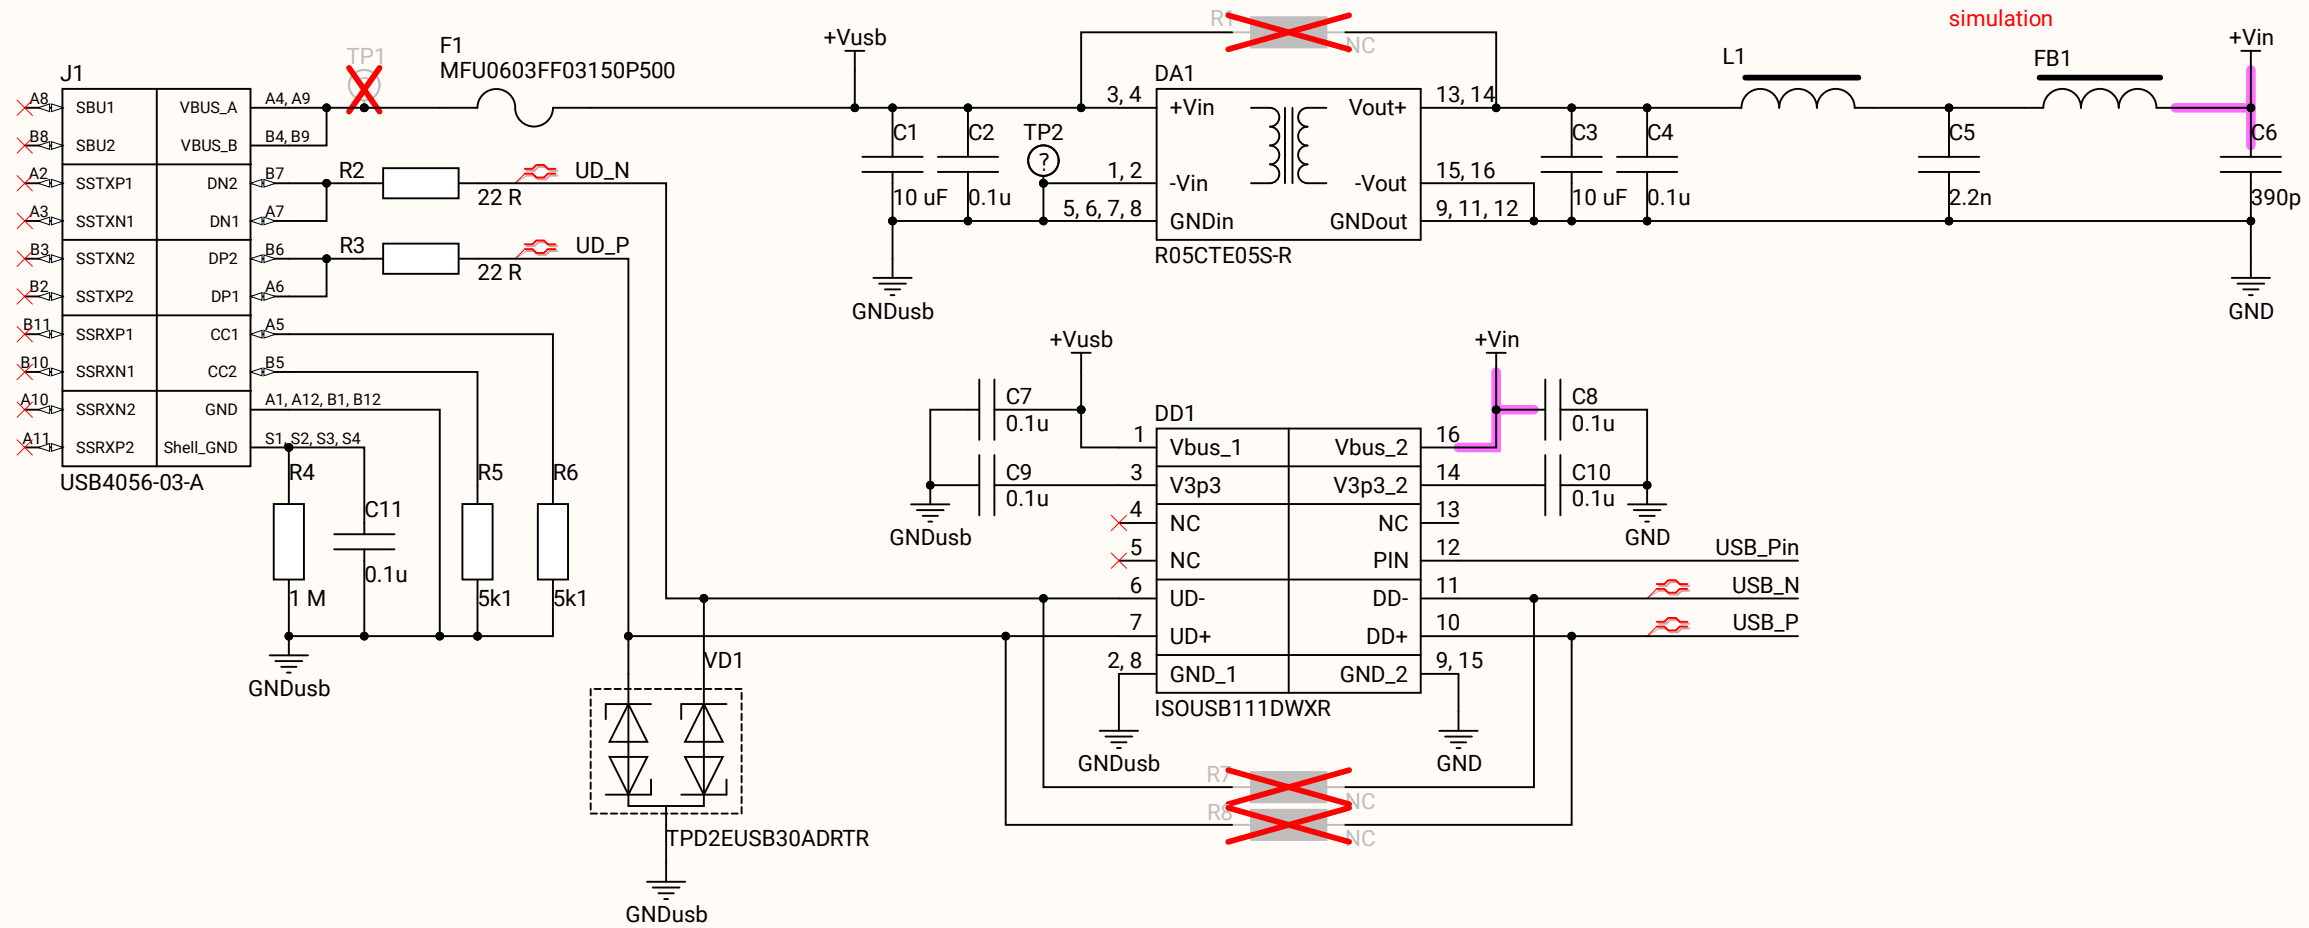 simulation
R1
NC
+Vusb
+Vin
TP1
F1
MFU0603FF03150P500
J1
A8
SBU1
VBUS_A
A4, A9
B8
SBU2
VBUS_B
B4, B9
A2
SSTXP1
DN2
B7
A3
SSTXN1
DN1
A7
B3
SSTXN2
DP2
B6
B2
SSTXP2
DP1
A6
B11
SSRXP1
CC1
A5
B10
SSRXN1
CC2
B5
A10
SSRXN2
GND
A1, A12, B1, B12
A11
SSRXP2
Shell_GND
S1, S2, S3, S4
USB4056-03-A
R2
22 R
UD_N
R3
22 R
UD_P
R4
1 M
C11
0.1u
R5
5k1
R6
5k1
GNDusb
C1
10 uF
C2
0.1u
TP2
?
GNDusb
DA1
3, 4
+Vin
Vout+
13, 14
1, 2
-Vin
-Vout
15, 16
5, 6, 7, 8
GNDin
GNDout
9, 11, 12
R05CTE05S-R
C3
10 uF
C4
0.1u
L1
C5
2.2n
FB1
C6
390p
GND
+Vusb
+Vin
C7
0.1u
C9
0.1u
GNDusb
DD1
1
Vbus_1
Vbus_2
16
3
V3p3
V3p3_2
14
4
NC
NC
13
5
NC
PIN
12
USB_Pin
6
UD-
DD-
11
USB_N
7
UD+
DD+
10
USB_P
2, 8
GND_1
GND_2
9, 15
ISOUSB111DWXR
C8
0.1u
C10
0.1u
GND
GNDusb
GND
VD1
TPD2EUSB30ADRTR
GNDusb
R7
NC
R8
NC